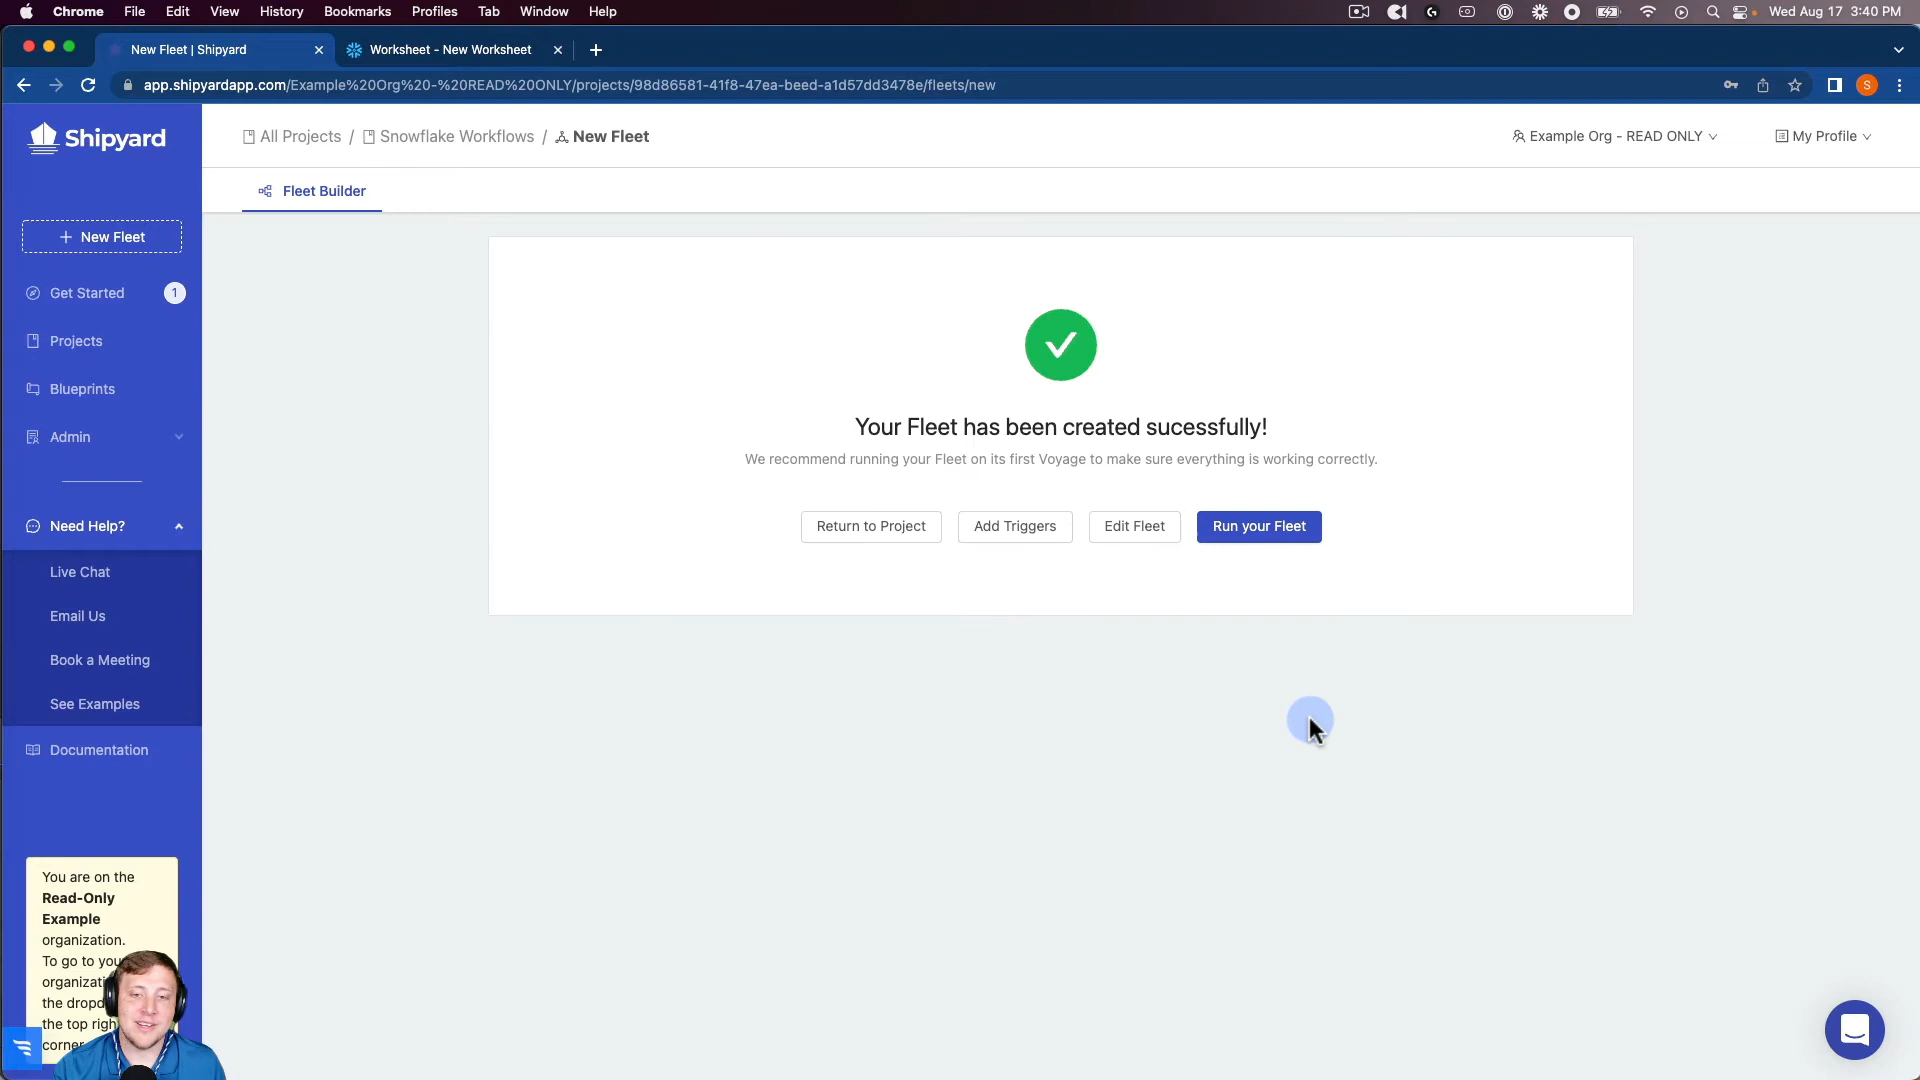 Chrome File Edit View History Bookmarks Profiles Tab Window Help Wed Aug 17 3:40 PM
New Fleet | Shipyard Worksheet - New Worksheet
app.shipyardapp.com/Example%20Org%20-%20READ%20ONLY/projects/98d86581-41f8-47ea-beed-a1d57dd3478e/fleets/new S
Shipyard
All Projects / Snowflake Workflows / New Fleet Example Org - READ ONLY My Profile
Fleet Builder
+ New Fleet
Get Started 1
Projects
Blueprints
Admin
Need Help?
Live Chat
Email Us
Book a Meeting
See Examples
Documentation
Your Fleet has been created sucessfully!
We recommend running your Fleet on its first Voyage to make sure everything is working correctly.
Return to Project Add Triggers Edit Fleet Run your Fleet
You are on the
Read-Only
Example
organization.
To go to
the
the top
corner